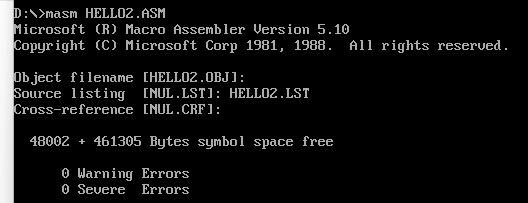 D:\>masm HELLO2.ASM
Microsoft (R) Macro Assembler Version 5.10
Copyright (C) Microsoft Corp 1981, 1988.  All rights reserved.
Object filename [HELLO2.OBJ]:
Source listing  [NUL.LST]: HELLO2.LST
Cross-reference [NUL.CRF]:
48002 + 461305 Bytes symbol space free
0 Warning Errors
0 Severe  Errors